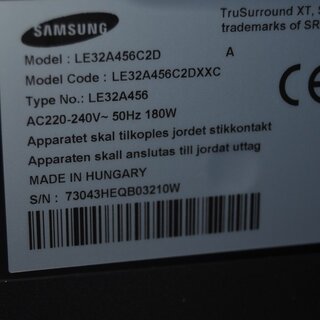 SAMSUNG
TruSurround XT, S
trademarks of SR
Model : LE32A456C2D A
Model Code : LE32A456C2DXXC
Type No.: LE32A456
AC220-240V~ 50Hz 180W
Apparatet skal tilkoples jordet stikkontakt
Apparaten skall anslutas till jordat uttag
MADE IN HUNGARY
S/N : 73043HEQB03210W
CE